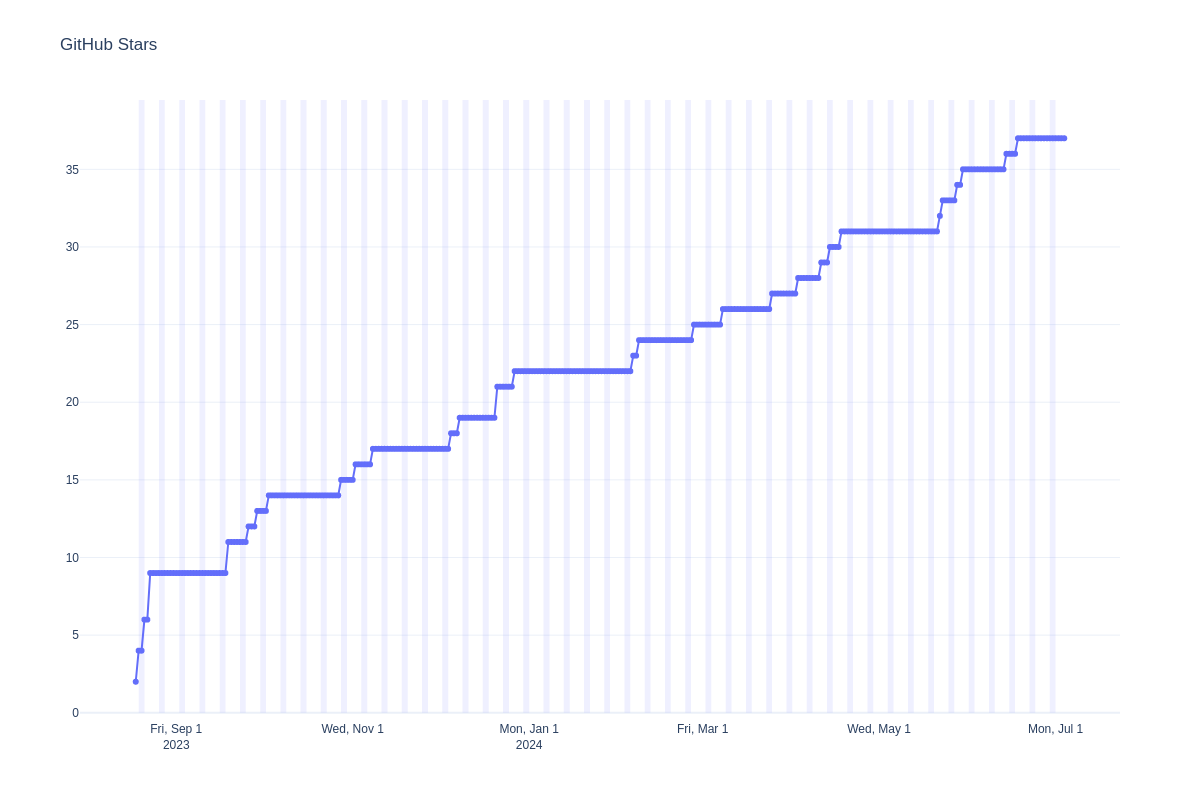 GitHub Stars
35
30
25
20
15
10
5
0
Fri, Sep 1
2023
Wed, Nov 1
Mon, Jan 1
2024
Fri, Mar 1
Wed, May 1
Mon, Jul 1